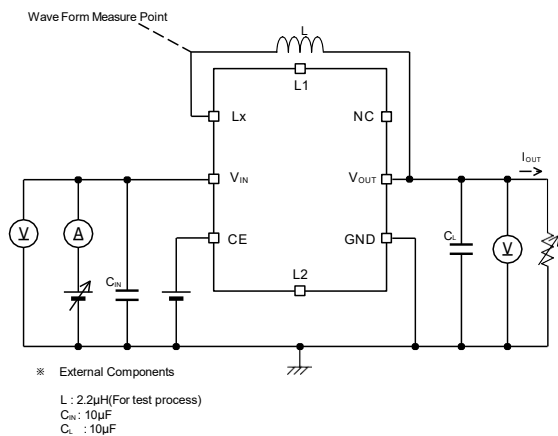 Wave Form Measure Point
L
L1
Lx
NC
VIN
VOUT
IOUT
V
A
CIN
CE
GND
CL
V
L2
※ External Components
L : 2.2µH(For test process)
CIN : 10µF
CL : 10µF